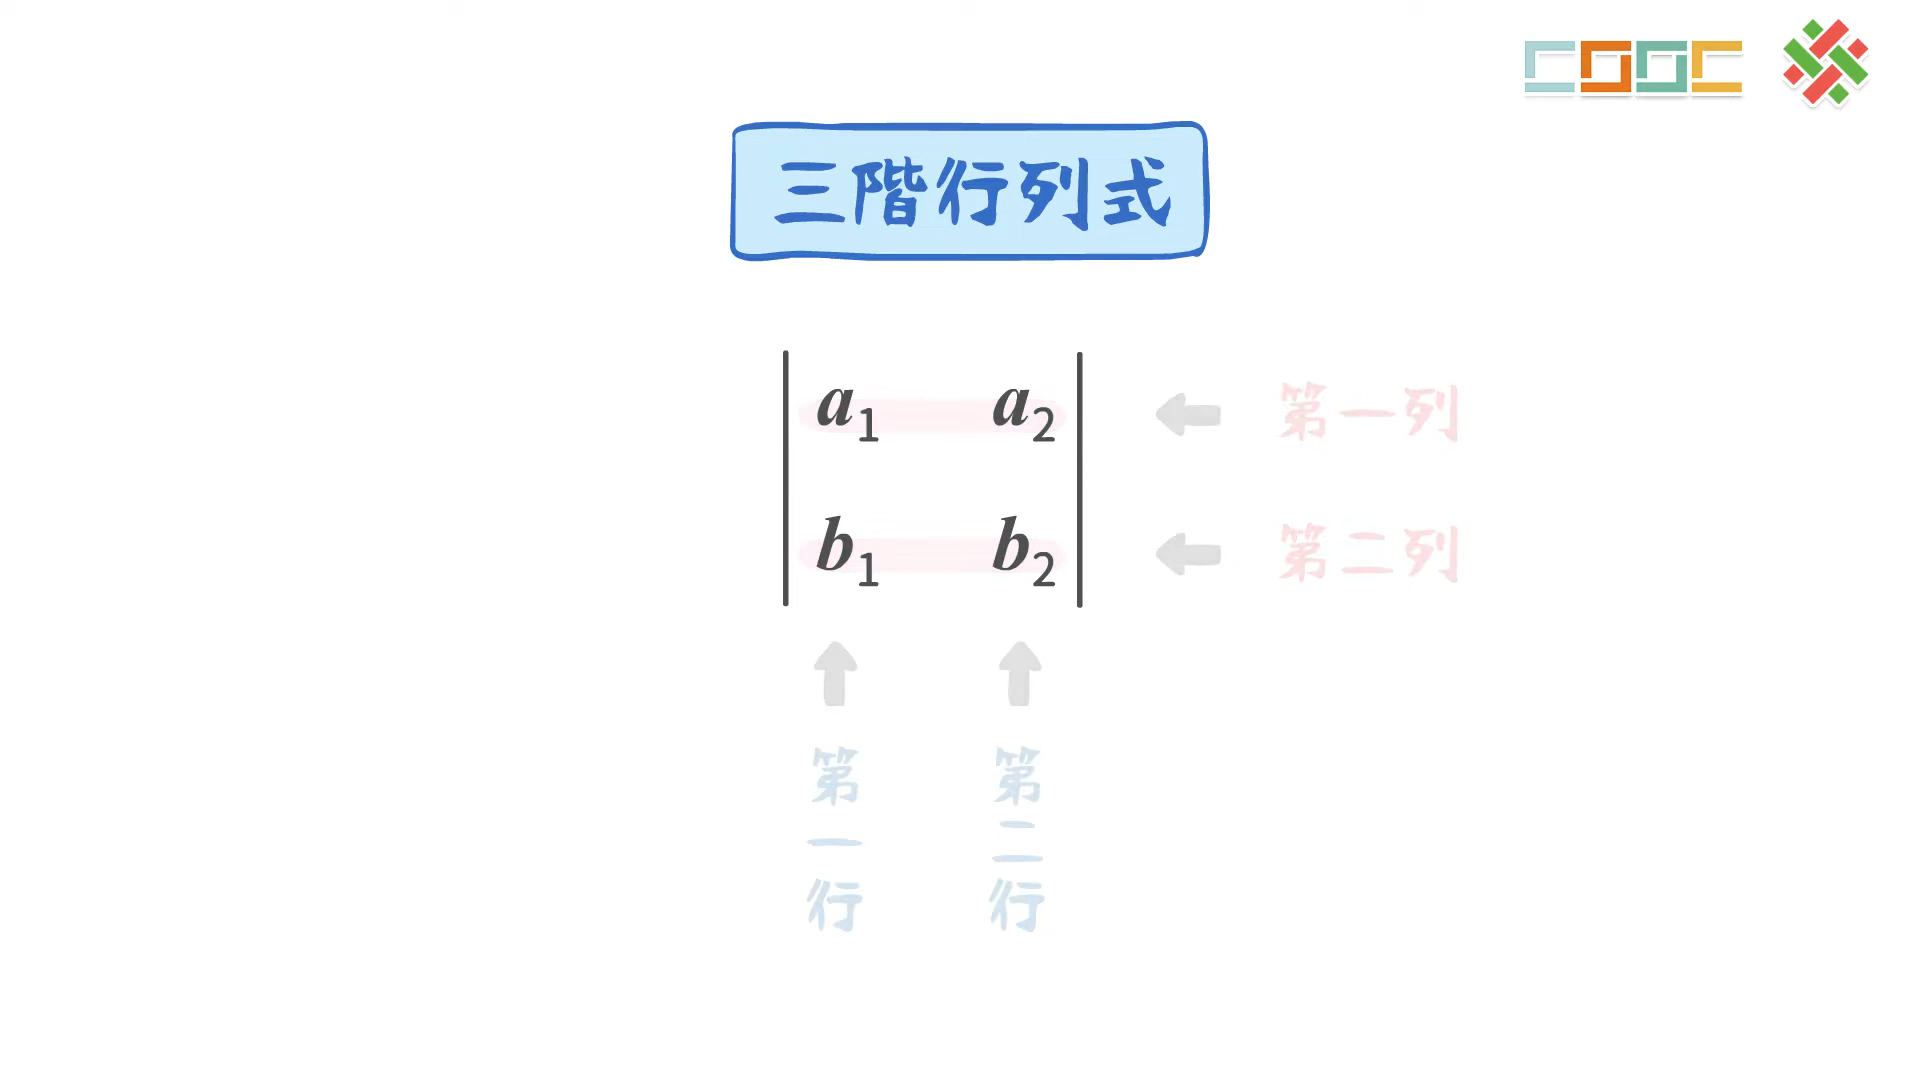 三階行列式
a₁ a₂ 第一列
b₁ b₂ 第二列
第一行 第二行